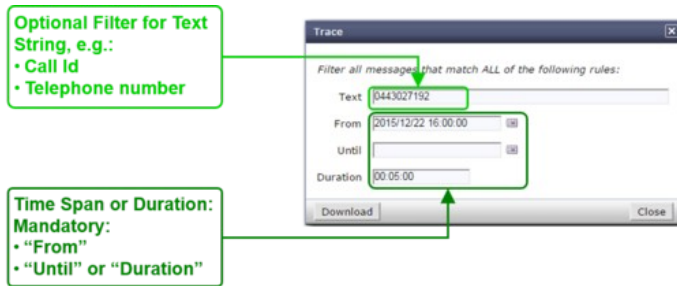 Optional Filter for Text
String, e.g.:
• Call Id
• Telephone number
Trace
Filter all messages that match ALL of the following rules:
Text 0443027192
From 2015/12/22 16:00:00
Until
Duration 00:05:00
Download Close
Time Span or Duration:
Mandatory:
• “From”
• “Until” or “Duration”